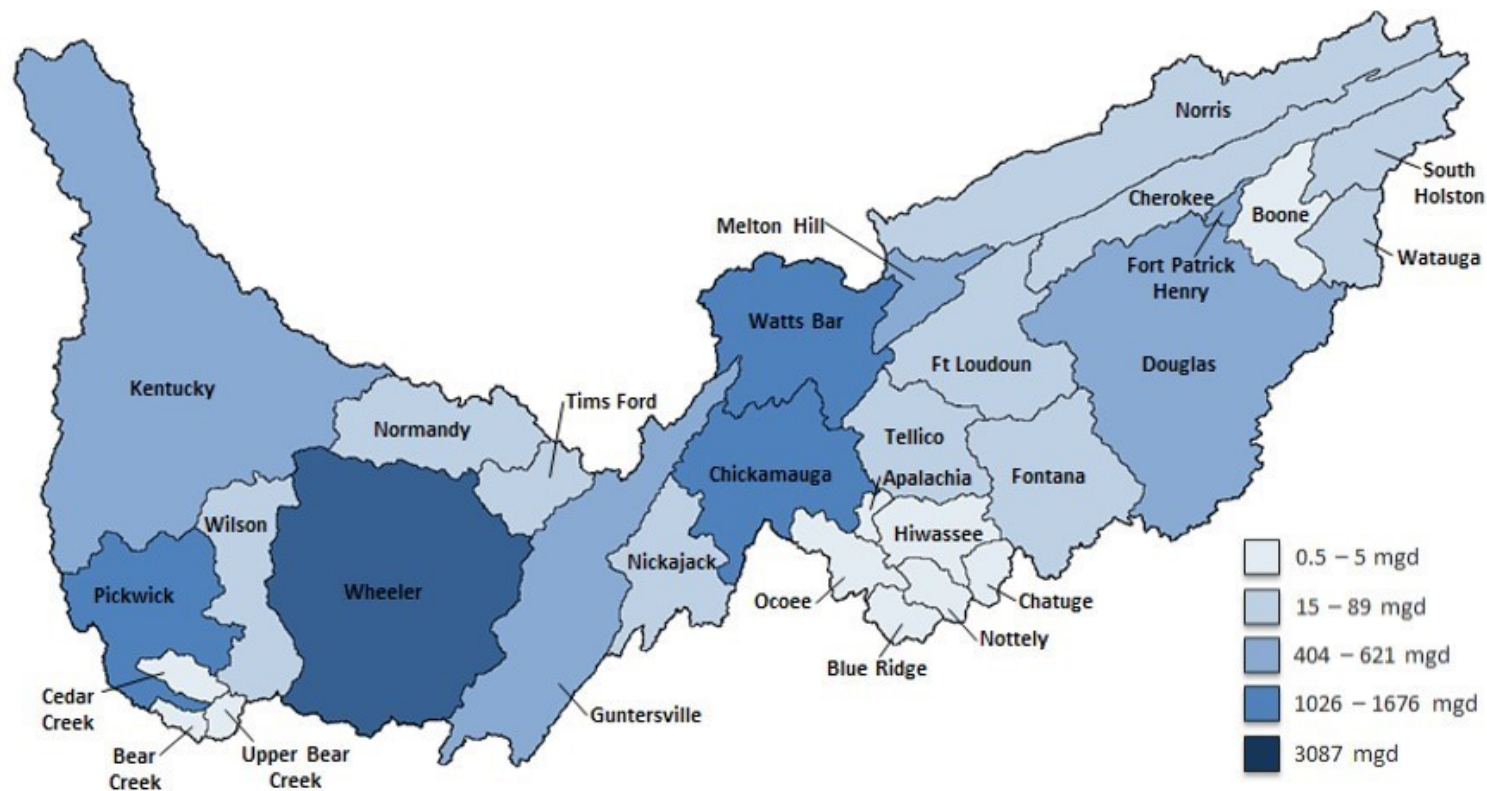 Norris
South
Holston
Cherokee
Boone
Melton Hill
Watauga
Fort Patrick
Henry
Watts Bar
Ft Loudoun
Douglas
Kentucky
Tims Ford
Normandy
Tellico
Chickamauga
Apalachia
Fontana
Wilson
Hiwassee
Nickajack
Wheeler
Pickwick
Ocoee
Chatuge
Nottely
Blue Ridge
Cedar
Creek
Guntersville
Bear
Creek
Upper Bear
Creek
0.5 – 5 mgd
15 – 89 mgd
404 – 621 mgd
1026 – 1676 mgd
3087 mgd